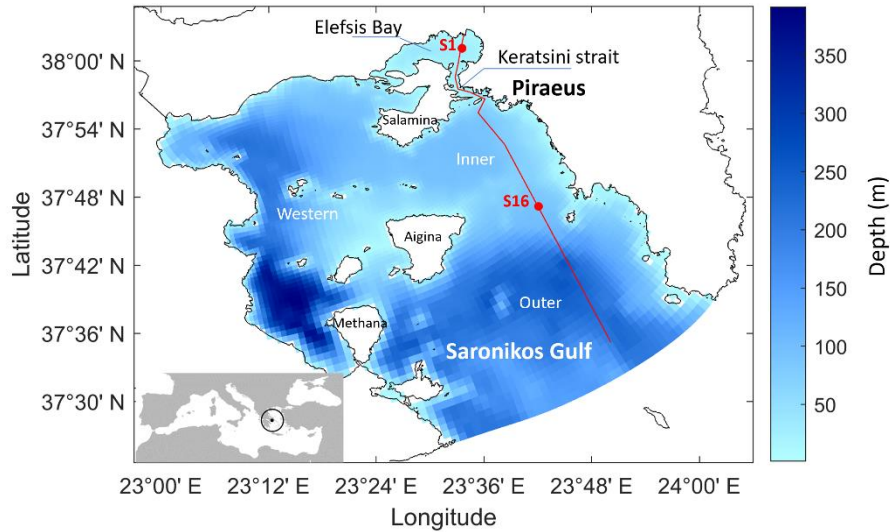 Elefsis Bay
S1
Keratsini strait
Piraeus
Salamina
Inner
Western
S16
Aigina
Outer
Methana
Saronikos Gulf
38°00' N
37°54' N
37°48' N
37°42' N
37°36' N
37°30' N
Latitude
23°00' E
23°12' E
23°24' E
23°36' E
23°48' E
24°00' E
Longitude
350
300
250
200
150
100
50
Depth (m)